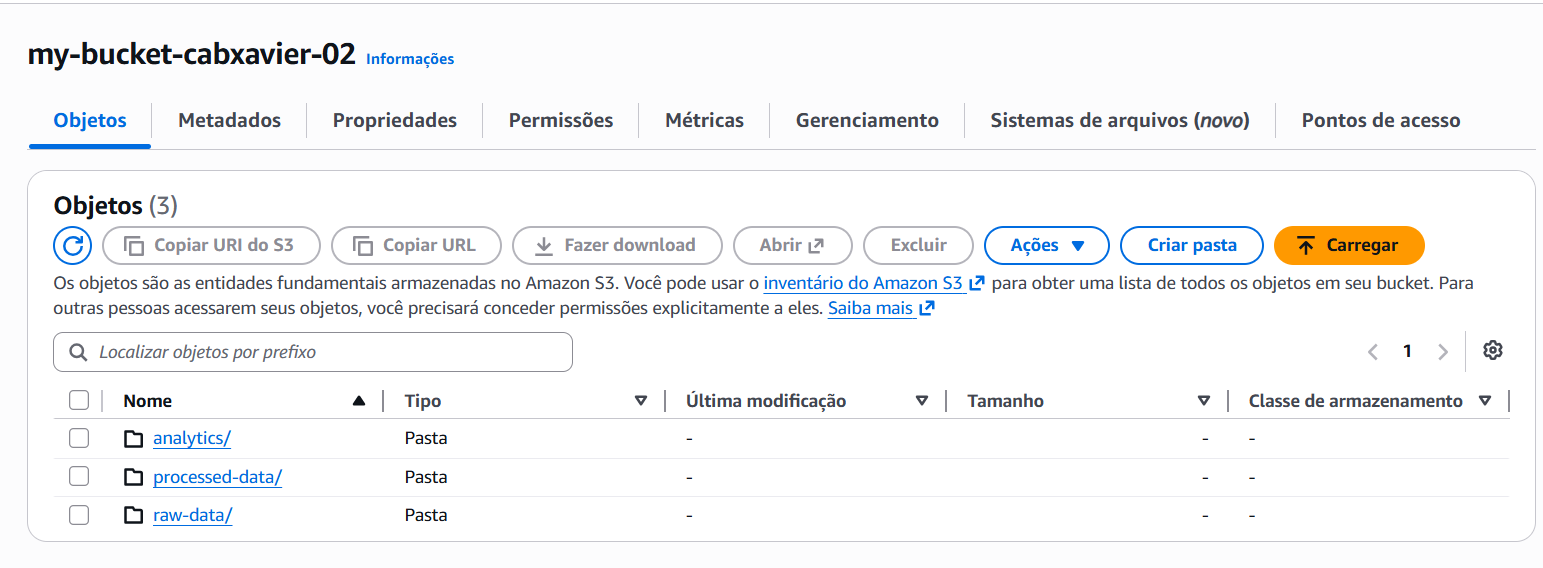 my-bucket-cabxavier-02 Informações
Objetos Metadados Propriedades Permissões Métricas Gerenciamento Sistemas de arquivos (novo) Pontos de acesso
Objetos (3)
Copiar URI do S3 Copiar URL Fazer download Abrir Excluir Ações Criar pasta Carregar
Os objetos são as entidades fundamentais armazenadas no Amazon S3. Você pode usar o inventário do Amazon S3 para obter uma lista de todos os objetos em seu bucket. Para
outras pessoas acessarem seus objetos, você precisará conceder permissões explicitamente a eles. Saiba mais
Localizar objetos por prefixo 1
Nome Tipo Última modificação Tamanho Classe de armazenamento
analytics/ Pasta - - -
processed-data/ Pasta - - -
raw-data/ Pasta - - -